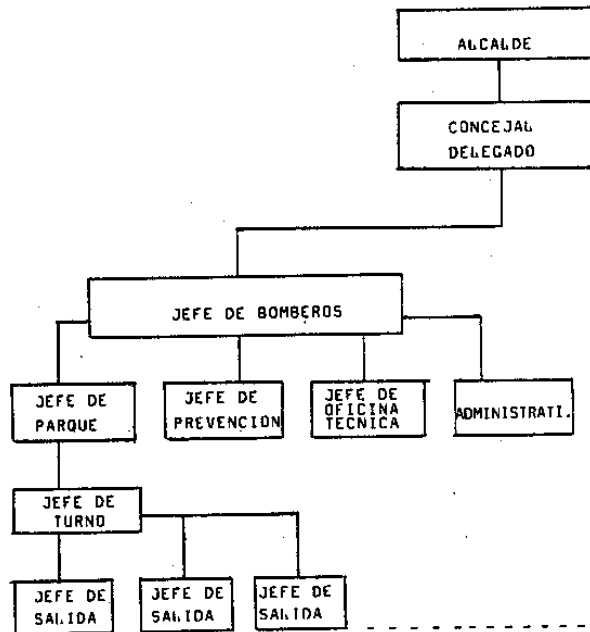 ALCALDE
CONCEJAL
DELEGADO
JEFE DE BOMBEROS
JEFE DE
PARQUE
JEFE DE
PREVENCION
JEFE DE
OFICINA
TECNICA
ADMINISTRATI.
JEFE DE
TURNO
JEFE DE
SALIDA
JEFE DE
SALIDA
JEFE DE
SALIDA